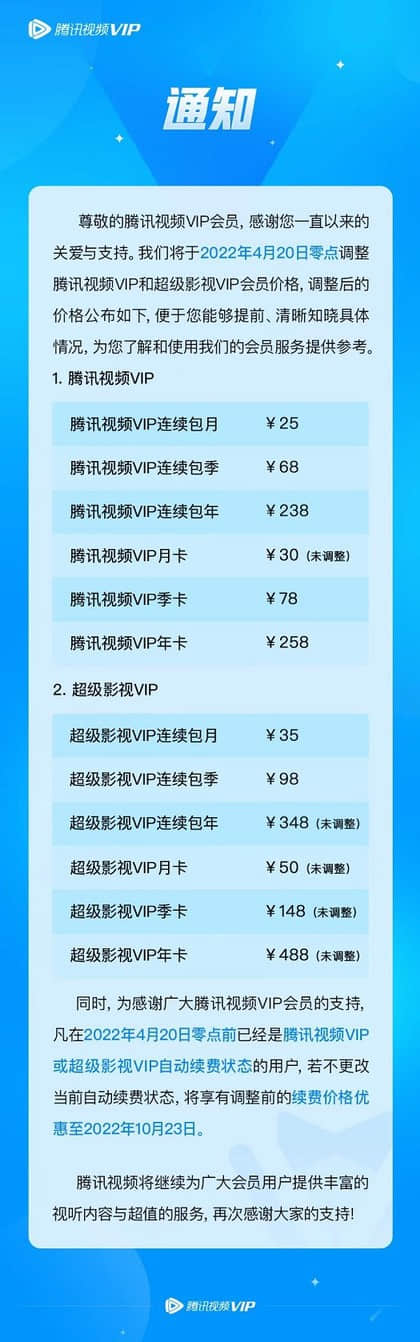 腾讯视频VIP
通知
尊敬的腾讯视频VIP会员, 感谢您一直以来的
关爱与支持。我们将于2022年4月20日零点调整
腾讯视频VIP和超级影视VIP会员价格, 调整后的
价格公布如下, 便于您能够提前、清晰知晓具体
情况, 为您了解和使用我们的会员服务提供参考。
1. 腾讯视频VIP
腾讯视频VIP连续包月 ¥25
腾讯视频VIP连续包季 ¥68
腾讯视频VIP连续包年 ¥238
腾讯视频VIP月卡 ¥30 (未调整)
腾讯视频VIP季卡 ¥78
腾讯视频VIP年卡 ¥258
2. 超级影视VIP
超级影视VIP连续包月 ¥35
超级影视VIP连续包季 ¥98
超级影视VIP连续包年 ¥348 (未调整)
超级影视VIP月卡 ¥50 (未调整)
超级影视VIP季卡 ¥148 (未调整)
超级影视VIP年卡 ¥488 (未调整)
同时, 为感谢广大腾讯视频VIP会员的支持,
凡在2022年4月20日零点前已经是腾讯视频VIP
或超级影视VIP自动续费状态的用户, 若不更改
当前自动续费状态, 将享有调整前的续费价格优
惠至2022年10月23日。
腾讯视频将继续为广大会员用户提供丰富的
视听内容与超值的服务, 再次感谢大家的支持!
腾讯视频VIP